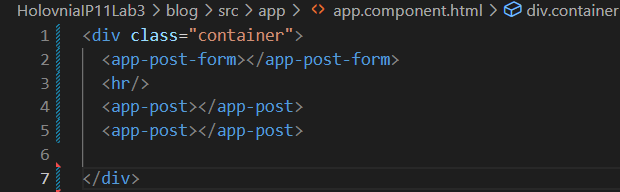 HolovniaIP11Lab3 > blog > src > app > app.component.html > div.container
1 <div class="container">
2 <app-post-form></app-post-form>
3 <hr/>
4 <app-post></app-post>
5 <app-post></app-post>
6
7 </div>